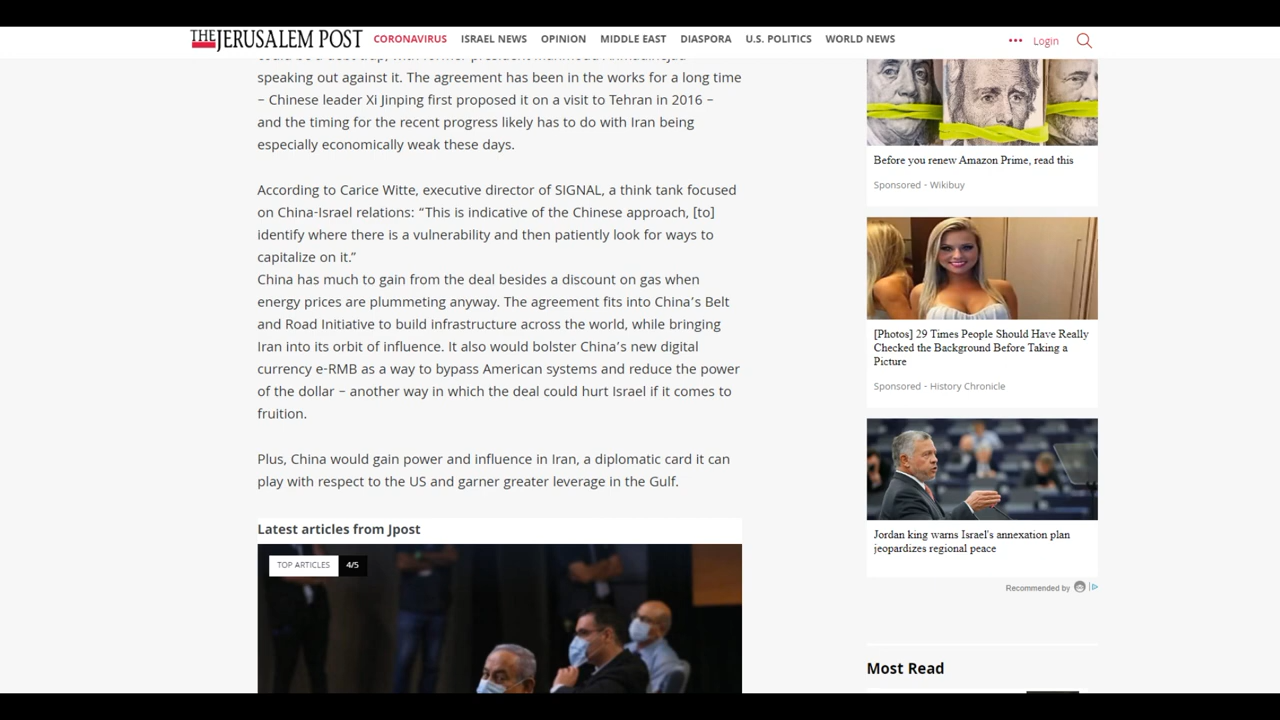 THE JERUSALEM POST
CORONAVIRUS ISRAEL NEWS OPINION MIDDLE EAST DIASPORA U.S. POLITICS WORLD NEWS
Login
speaking out against it. The agreement has been in the works for a long time
– Chinese leader Xi Jinping first proposed it on a visit to Tehran in 2016 –
and the timing for the recent progress likely has to do with Iran being
especially economically weak these days.
According to Carice Witte, executive director of SIGNAL, a think tank focused
on China-Israel relations: “This is indicative of the Chinese approach, [to]
identify where there is a vulnerability and then patiently look for ways to
capitalize on it.”
China has much to gain from the deal besides a discount on gas when
energy prices are plummeting anyway. The agreement fits into China’s Belt
and Road Initiative to build infrastructure across the world, while bringing
Iran into its orbit of influence. It also would bolster China’s new digital
currency e-RMB as a way to bypass American systems and reduce the power
of the dollar – another way in which the deal could hurt Israel if it comes to
fruition.
Plus, China would gain power and influence in Iran, a diplomatic card it can
play with respect to the US and garner greater leverage in the Gulf.
Latest articles from Jpost
TOP ARTICLES 4/5
Before you renew Amazon Prime, read this
Sponsored - Wikibuy
[Photos] 29 Times People Should Have Really
Checked the Background Before Taking a
Picture
Sponsored - History Chronicle
Jordan king warns Israel's annexation plan
jeopardizes regional peace
Recommended by
Most Read